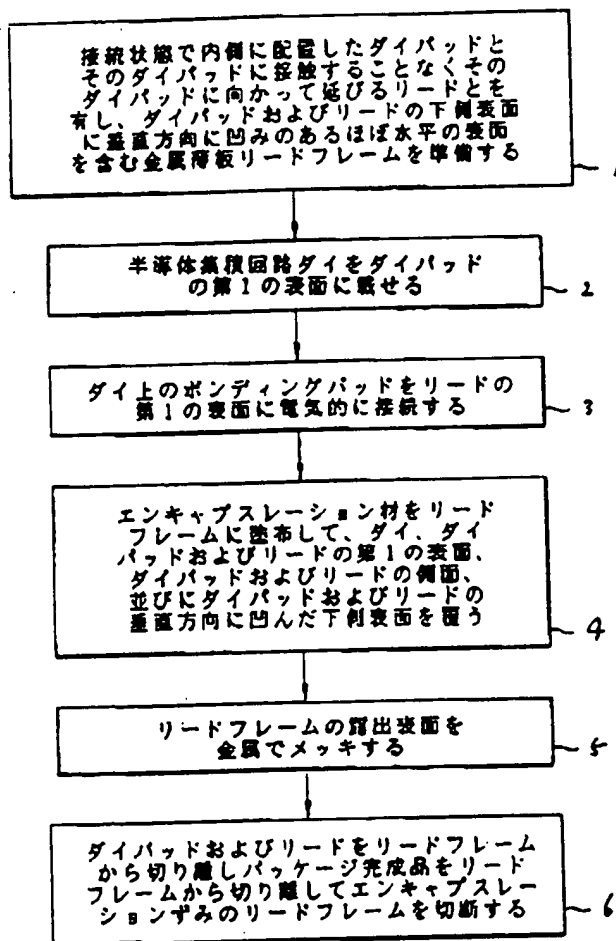 接続状態で内側に配置したダイパッドと
そのダイパッドに接触することなくその
ダイパッドに向かって延びるリードとを
有し、ダイパッドおよびリードの下側表面
に垂直方向に凹みのあるほぼ水平の表面
を含む金属薄板リードフレームを準備する
1
半導体集積回路ダイをダイパッド
の第1の表面に載せる
2
ダイ上のボンディングパッドをリードの
第1の表面に電気的に接続する
3
エンキャプスレーション材をリード
フレームに塗布して、ダイ、ダイ
パッドおよびリードの第1の表面、
ダイパッドおよびリードの側面、
並びにダイパッドおよびリードの
垂直方向に凹んだ下側表面を覆う
4
リードフレームの露出表面を
金属でメッキする
5
ダイパッドおよびリードをリードフレーム
から切り離しパッケージ完成品をリード
フレームから切り離してエンキャプスレー
ションずみのリードフレームを切断する
6